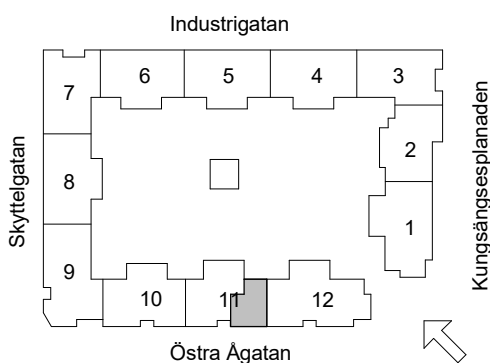 Industrigatan
6 5 4 3
7
2
Skyttelgatan
8
Kungsängsesplanaden
1
9
10 11 12
Östra Ågatan